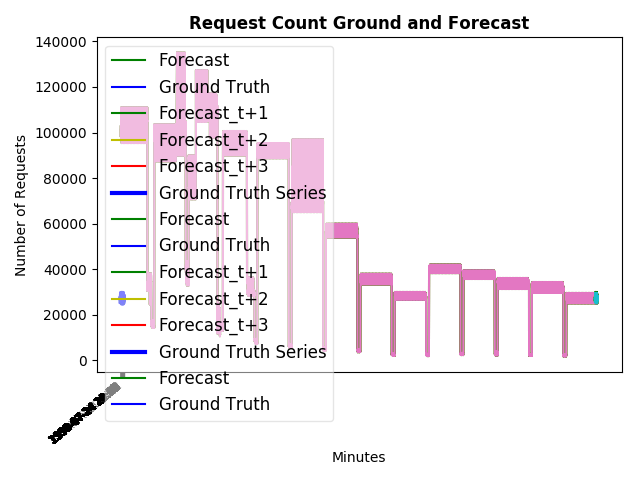 Request Count Ground and Forecast
Number of Requests
140000
120000
100000
80000
60000
40000
20000
0
Forecast
Ground Truth
Forecast_t+1
Forecast_t+2
Forecast_t+3
Ground Truth Series
Forecast
Ground Truth
Forecast_t+1
Forecast_t+2
Forecast_t+3
Ground Truth Series
Forecast
Ground Truth
Minutes